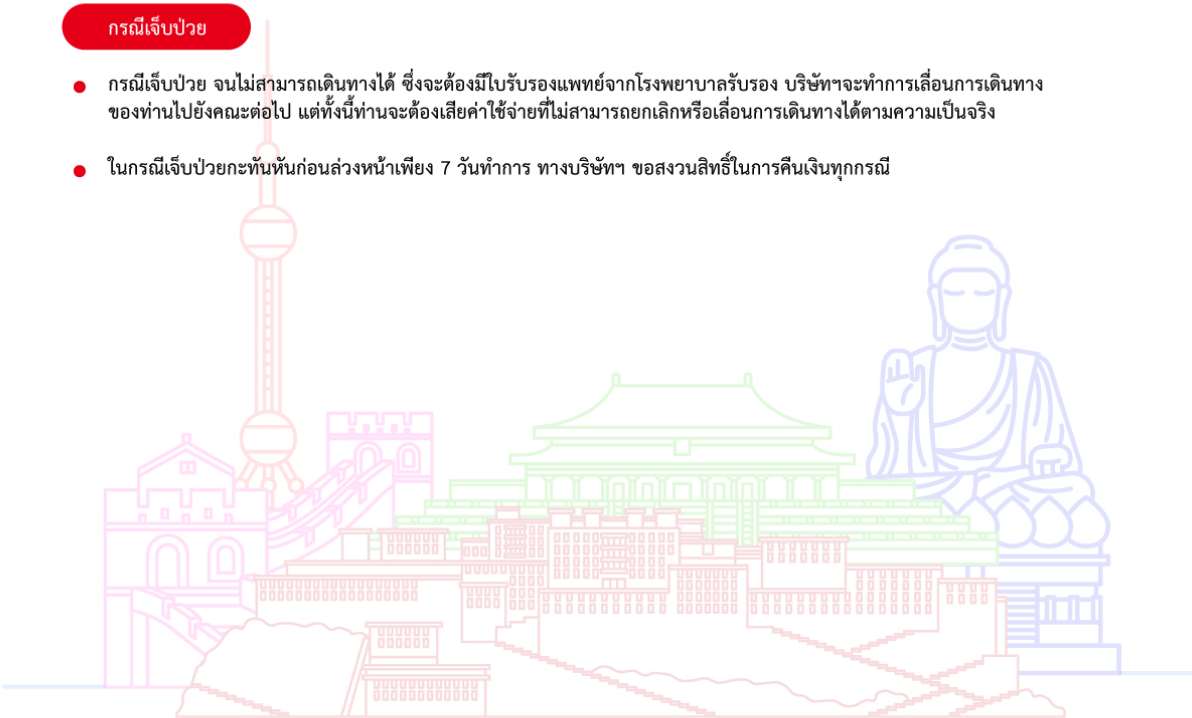 กรณีเจ็บป่วย
กรณีเจ็บป่วย จนไม่สามารถเดินทางได้ ซึ่งจะต้องมีใบรับรองแพทย์จากโรงพยาบาลรับรอง บริษัทฯจะทำการเลื่อนการเดินทาง
ของท่านไปยังคณะต่อไป แต่ทั้งนี้ท่านจะต้องเสียค่าใช้จ่ายที่ไม่สามารถยกเลิกหรือเลื่อนการเดินทางได้ตามความเป็นจริง
ในกรณีเจ็บป่วยกะทันหันก่อนล่วงหน้าเพียง 7 วันทำการ ทางบริษัทฯ ขอสงวนสิทธิ์ในการคืนเงินทุกกรณี